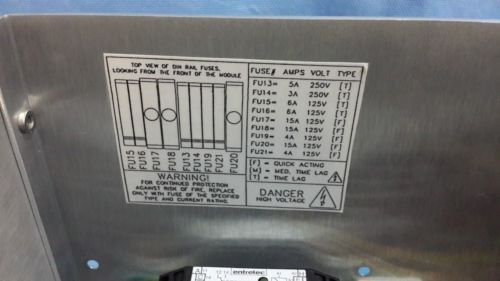 TOP VIEW OF DIN RAIL FUSES,
LOOKING FROM THE FRONT OF THE MODULE
FU15
FU16
FU17
FU18
FU13
FU14
FU19
FU21
FU20
WARNING!
FOR CONTINUED PROTECTION
AGAINST RISK OF FIRE, REPLACE
ONLY WITH FUSE OF THE SPECIFIED
TYPE AND CURRENT RATING.
FUSE# AMPS VOLT TYPE
FU13= 5A 250V [T]
FU14= 3A 250V [T]
FU15= 6A 125V [T]
FU16= 6A 125V [T]
FU17= 15A 125V [F]
FU18= 15A 125V [F]
FU19= 4A 125V [F]
FU20= 15A 125V [F]
FU21= 4A 125V [F]
[F] = QUICK ACTING
[M] = MED. TIME LAG
[T] = TIME LAG
DANGER
HIGH VOLTAGE
entrelec